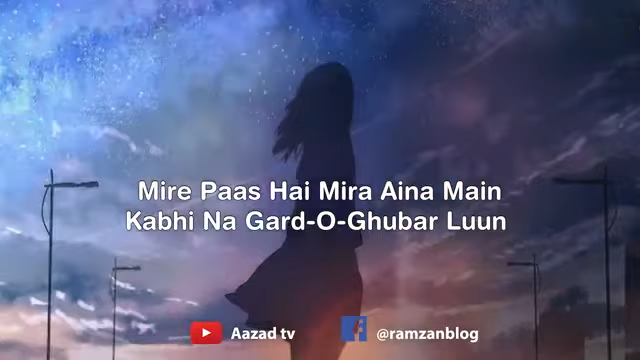 Mire Paas Hai Mira Aina Main
Kabhi Na Gard-O-Ghubar Luun
Aazad tv @ramzanblog